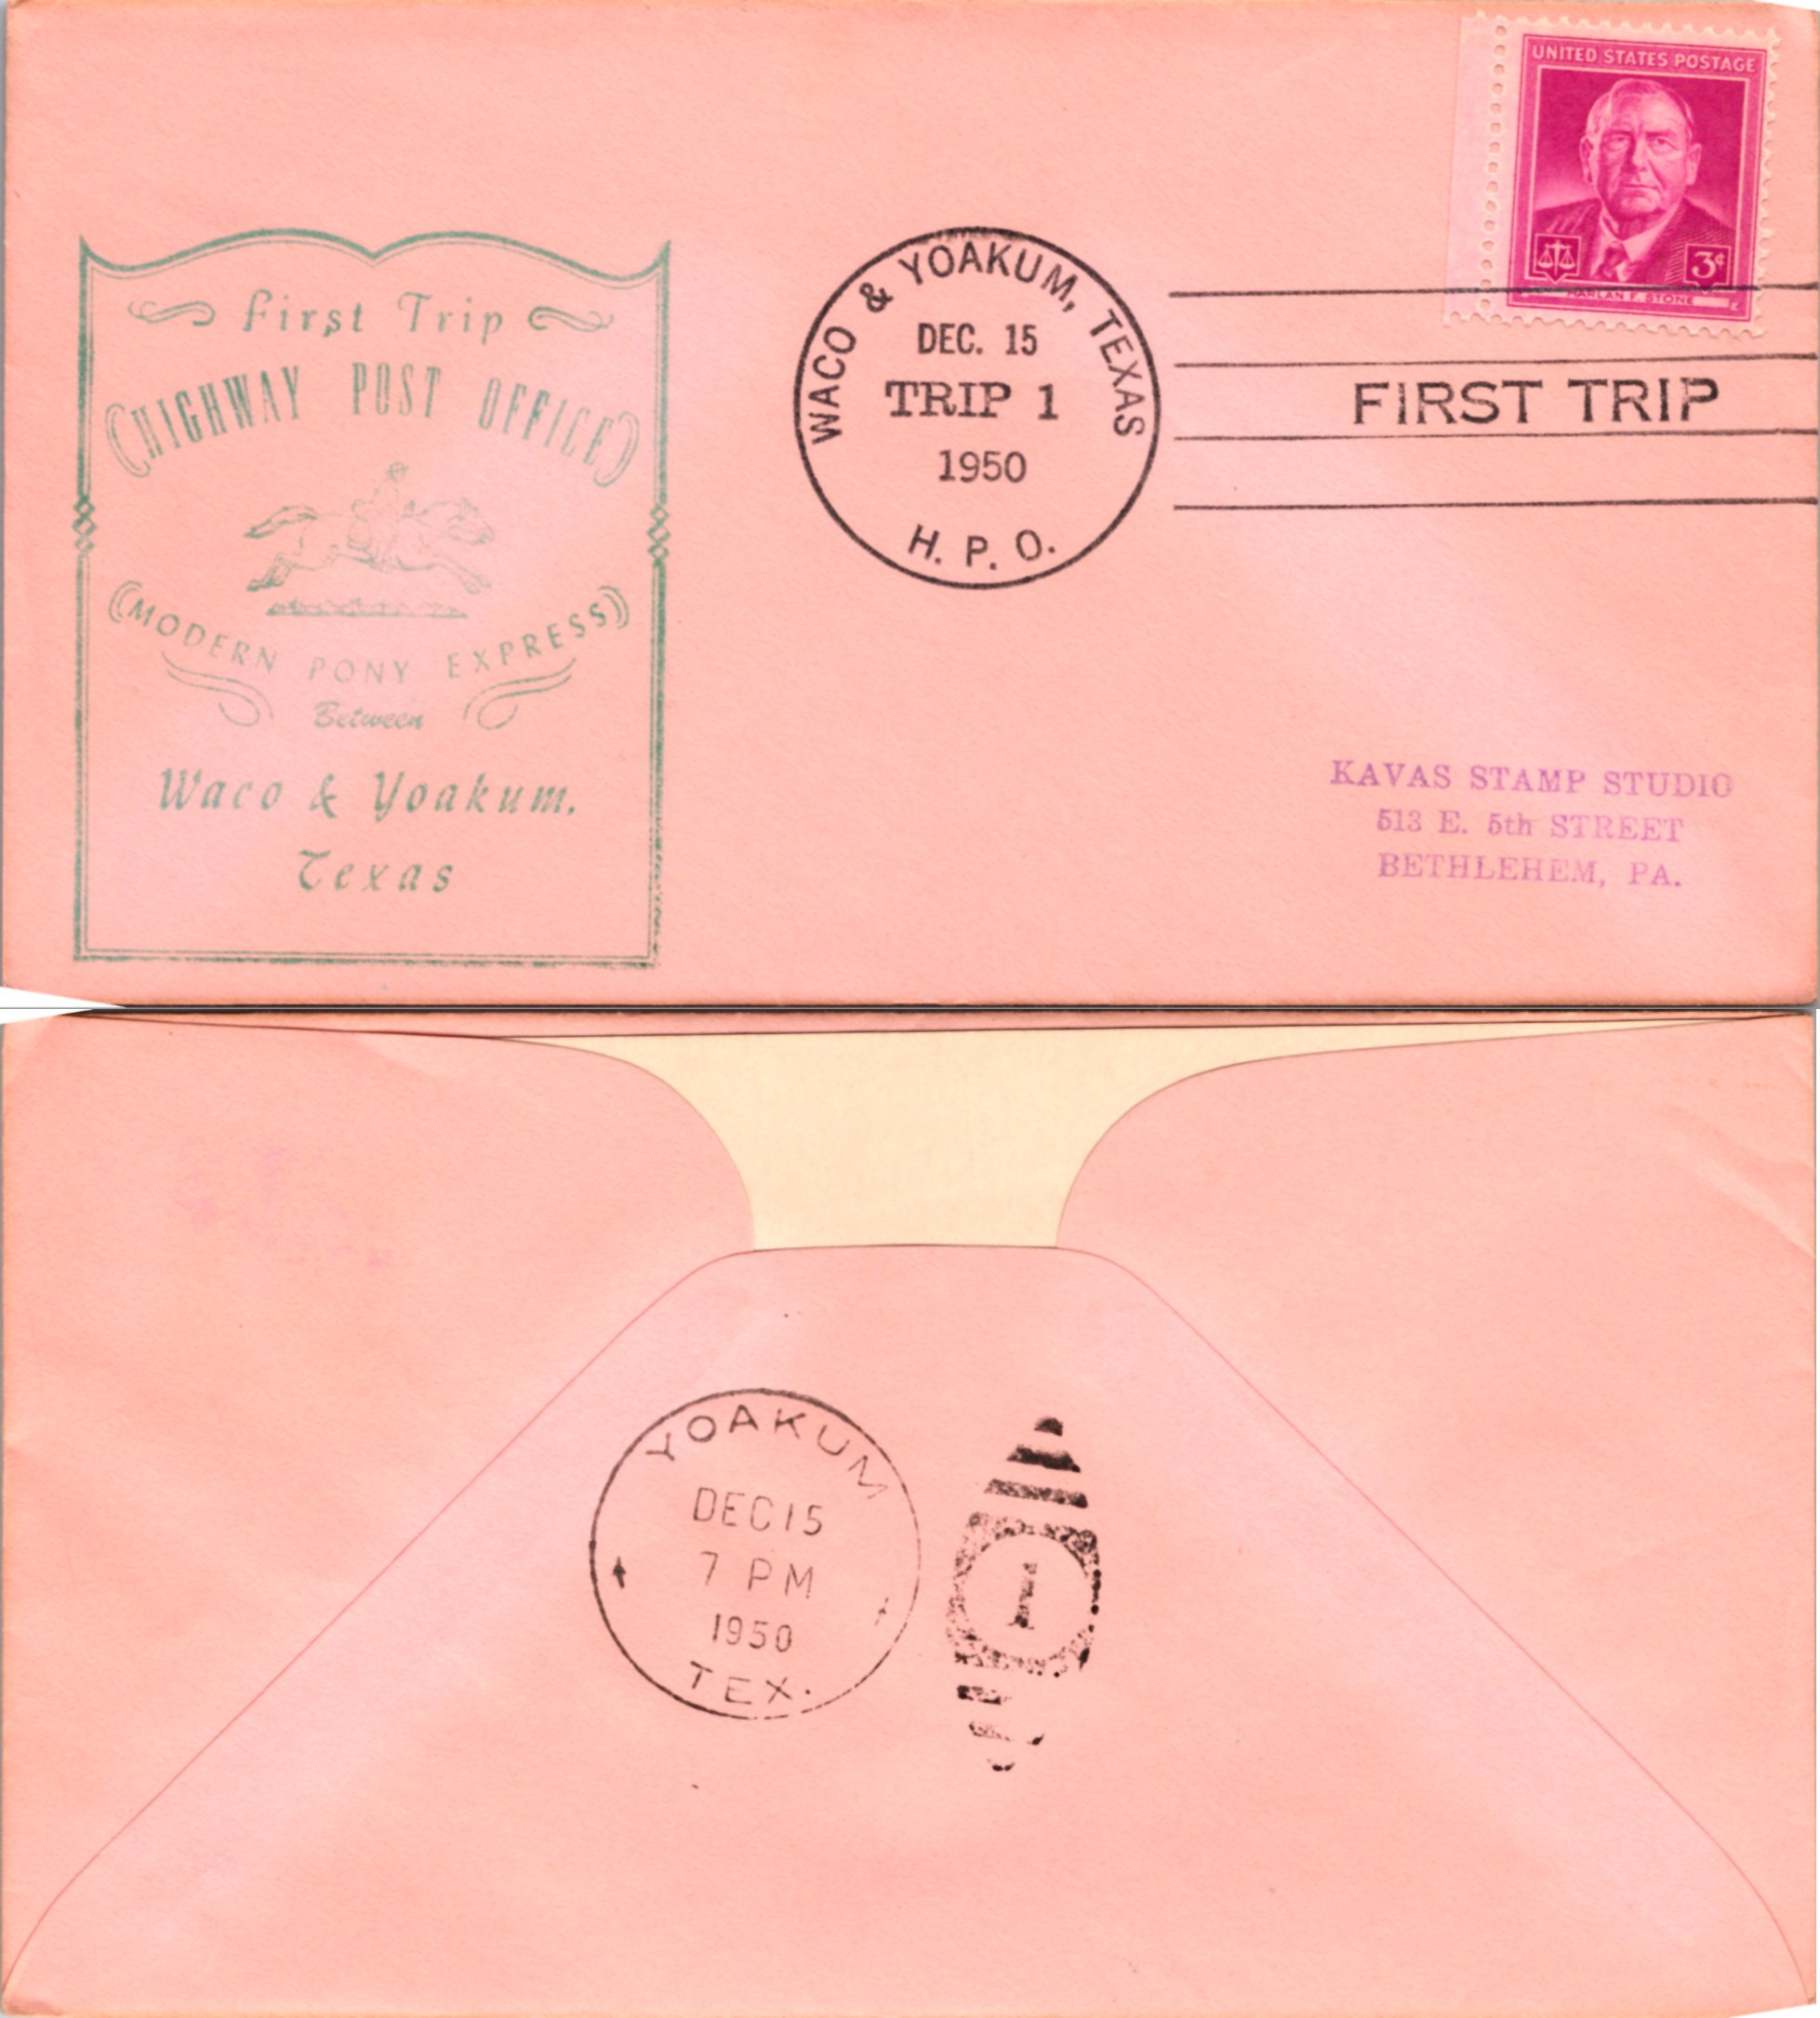 UNITED STATES POSTAGE
3¢
HARLAN F. STONE
First Trip
HIGHWAY POST OFFICE
MODERN PONY EXPRESS
Between
Waco & Yoakum.
Texas
WACO & YOAKUM, TEXAS
DEC. 15
TRIP 1
1950
H. P. O.
FIRST TRIP
KAVAS STAMP STUDIO
513 E. 5th STREET
BETHLEHEM, PA.
YOAKUM
DEC 15
7 PM
1950
TEX.
1